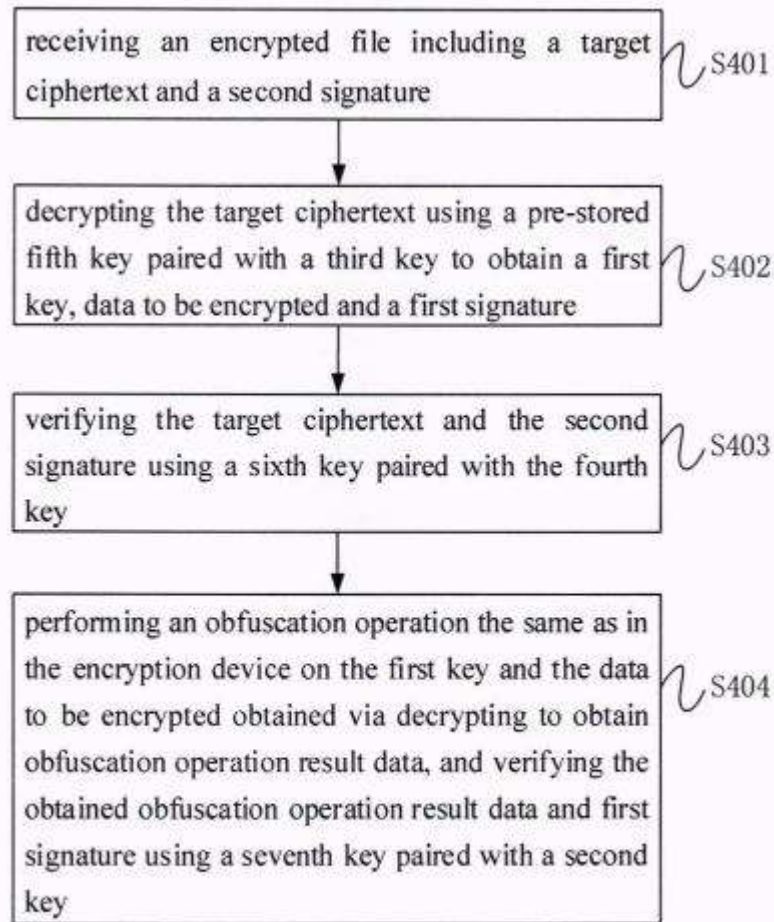 receiving an encrypted file including a target
ciphertext and a second signature
S401
decrypting the target ciphertext using a pre-stored
fifth key paired with a third key to obtain a first
key, data to be encrypted and a first signature
S402
verifying the target ciphertext and the second
signature using a sixth key paired with the fourth
key
S403
performing an obfuscation operation the same as in
the encryption device on the first key and the data
to be encrypted obtained via decrypting to obtain
obfuscation operation result data, and verifying the
obtained obfuscation operation result data and first
signature using a seventh key paired with a second
key
S404